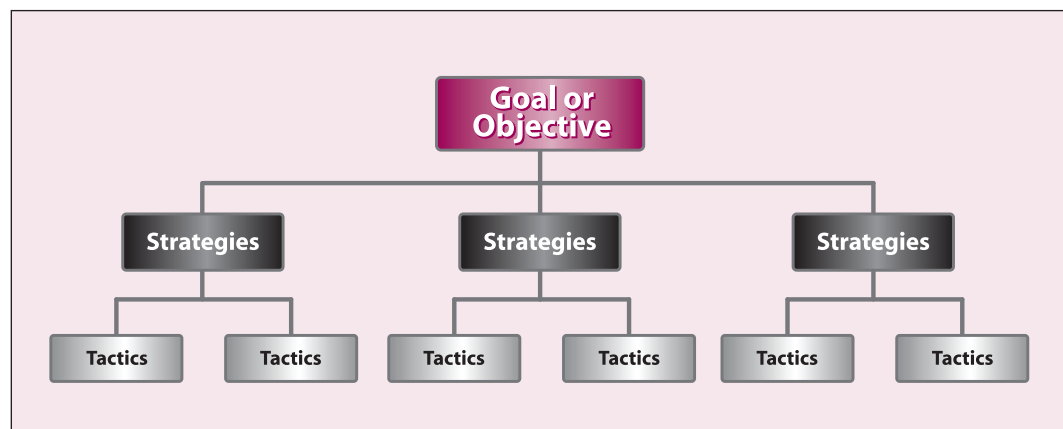 Goal or
Objective
Strategies
Strategies
Strategies
Tactics
Tactics
Tactics
Tactics
Tactics
Tactics